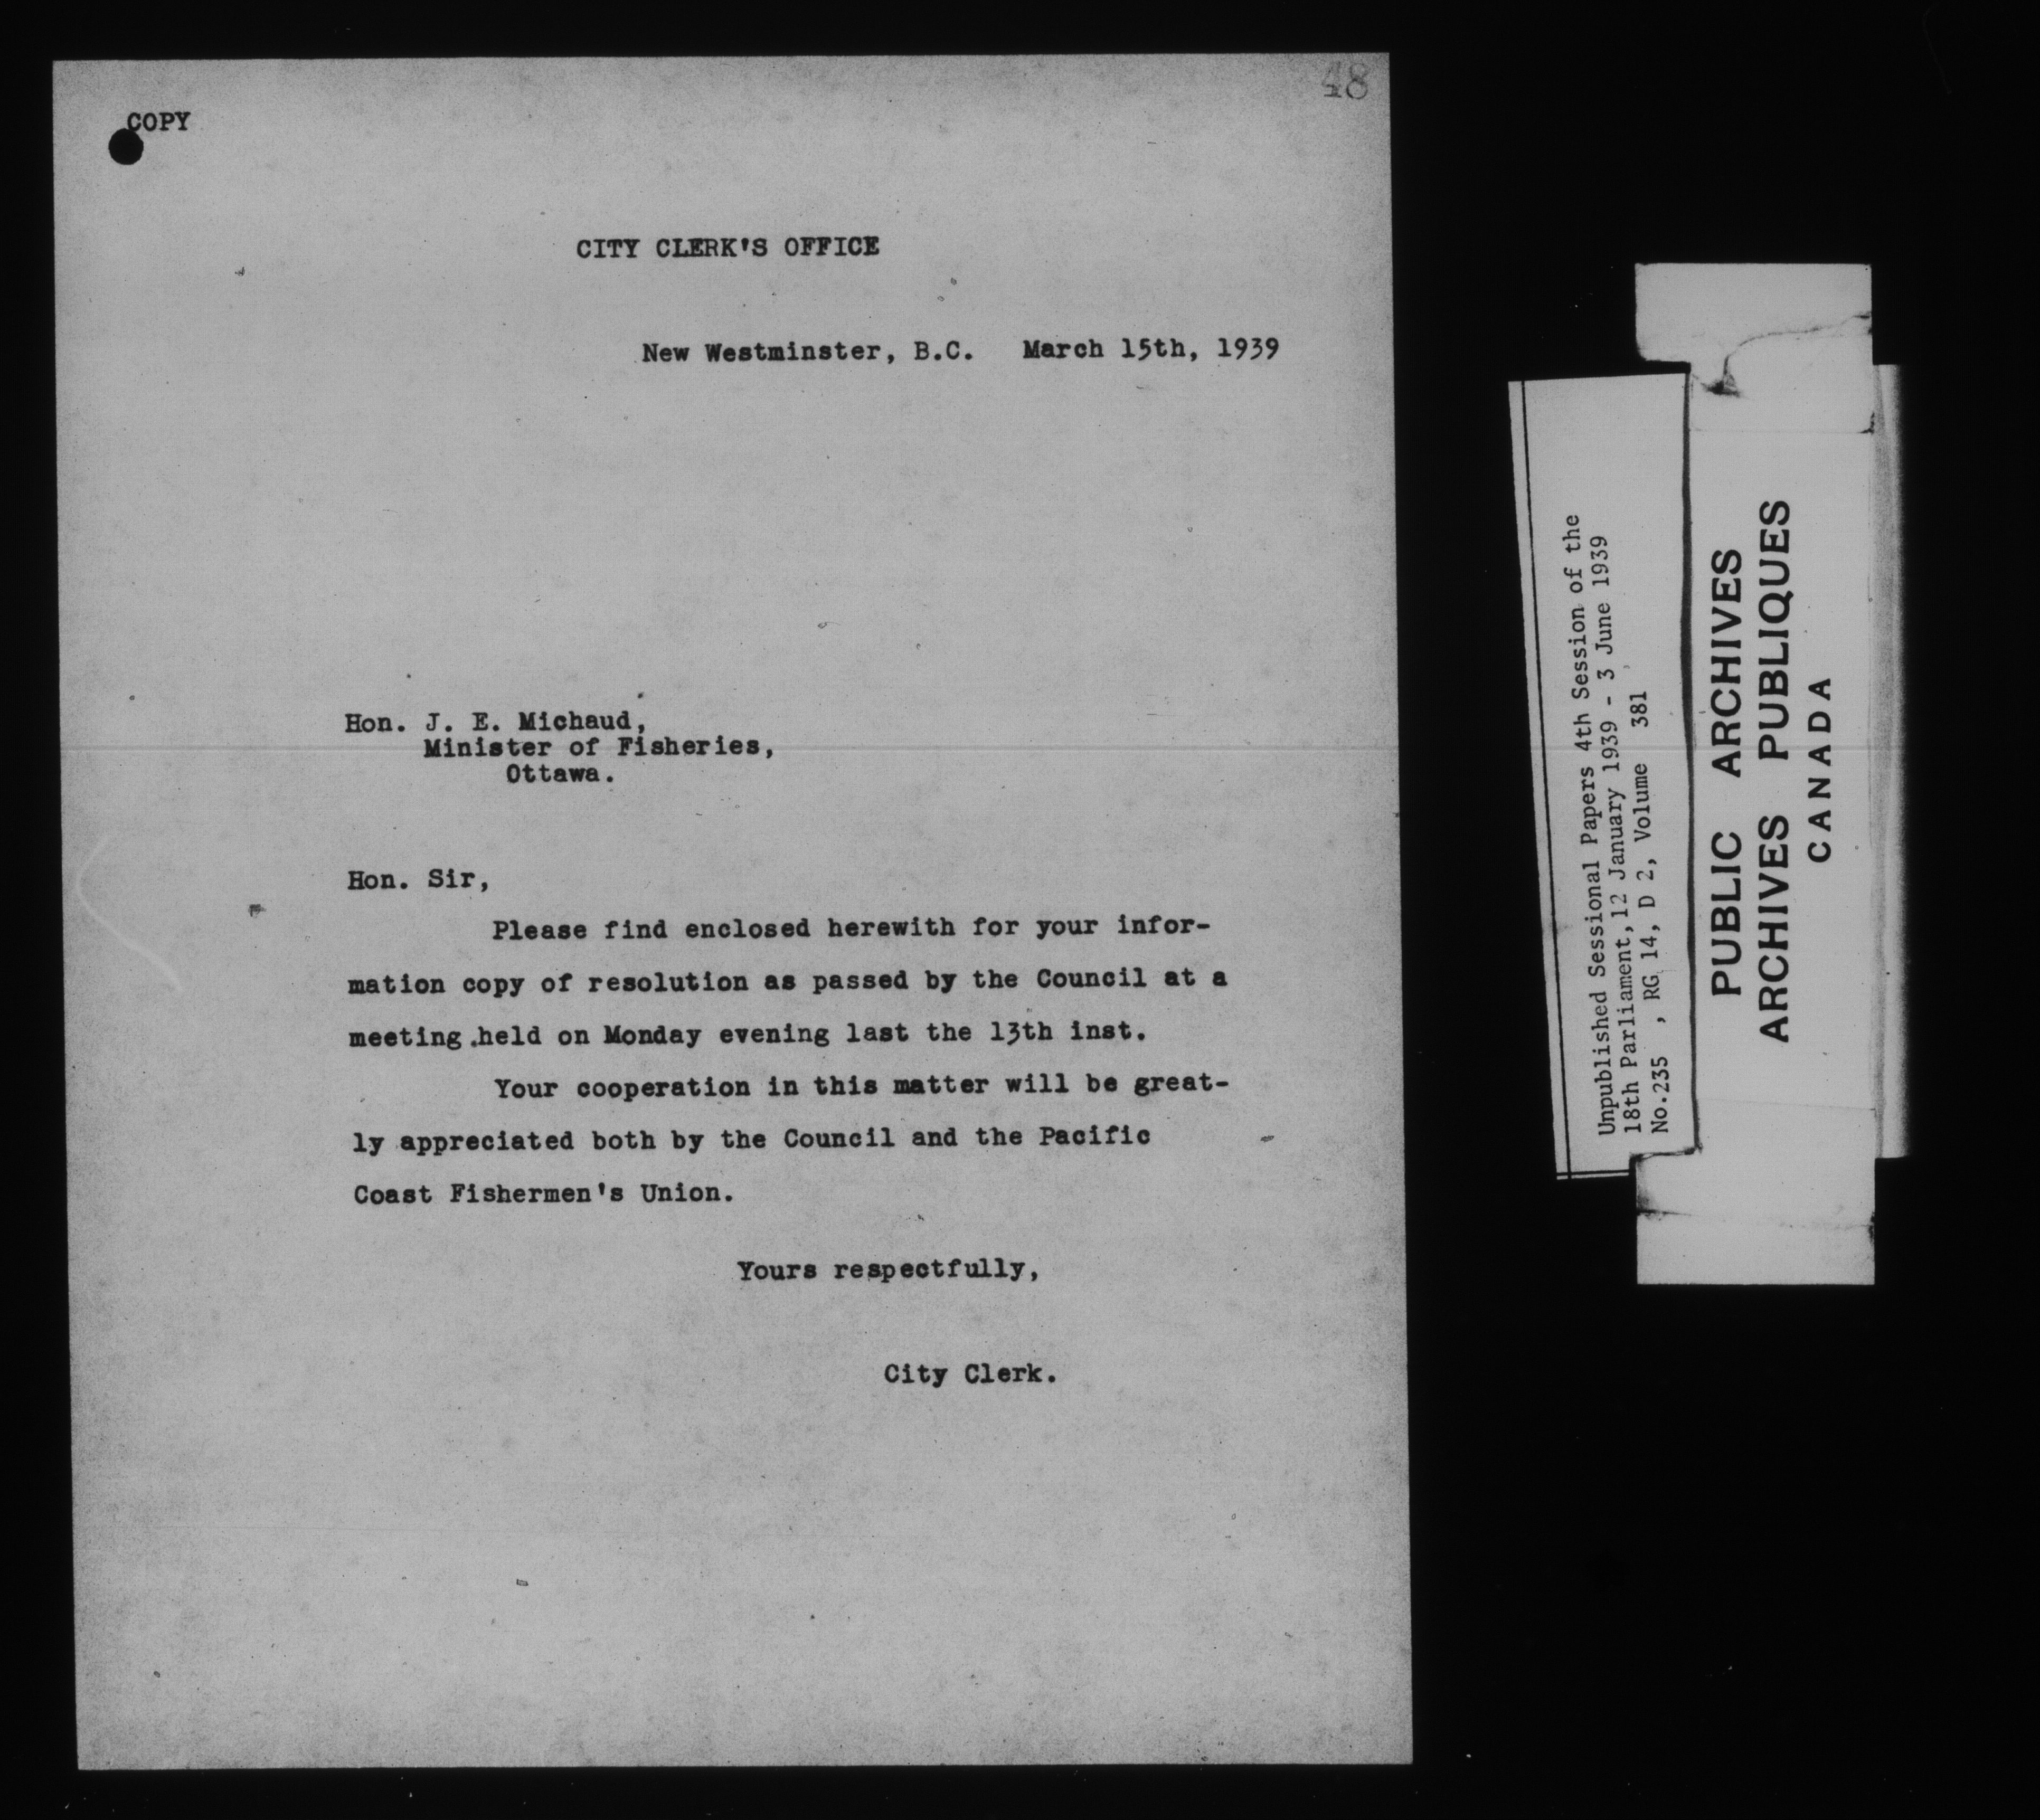 48
COPY
CITY CLERK'S OFFICE
New Westminster, B.C. March 15th, 1939
Hon. J. E. Michaud,
Minister of Fisheries,
Ottawa.
Hon. Sir,
Please find enclosed herewith for your infor-
mation copy of resolution as passed by the Council at a
meeting held on Monday evening last the 13th inst.
Your cooperation in this matter will be great-
ly appreciated both by the Council and the Pacific
Coast Fishermen's Union.
Yours respectfully,
City Clerk.
Unpublished Sessional Papers 4th Session of the
18th Parliament, 12 January 1939 - 3 June 1939
No.235 , RG 14, D 2, Volume 381
PUBLIC ARCHIVES
ARCHIVES PUBLIQUES
CANADA